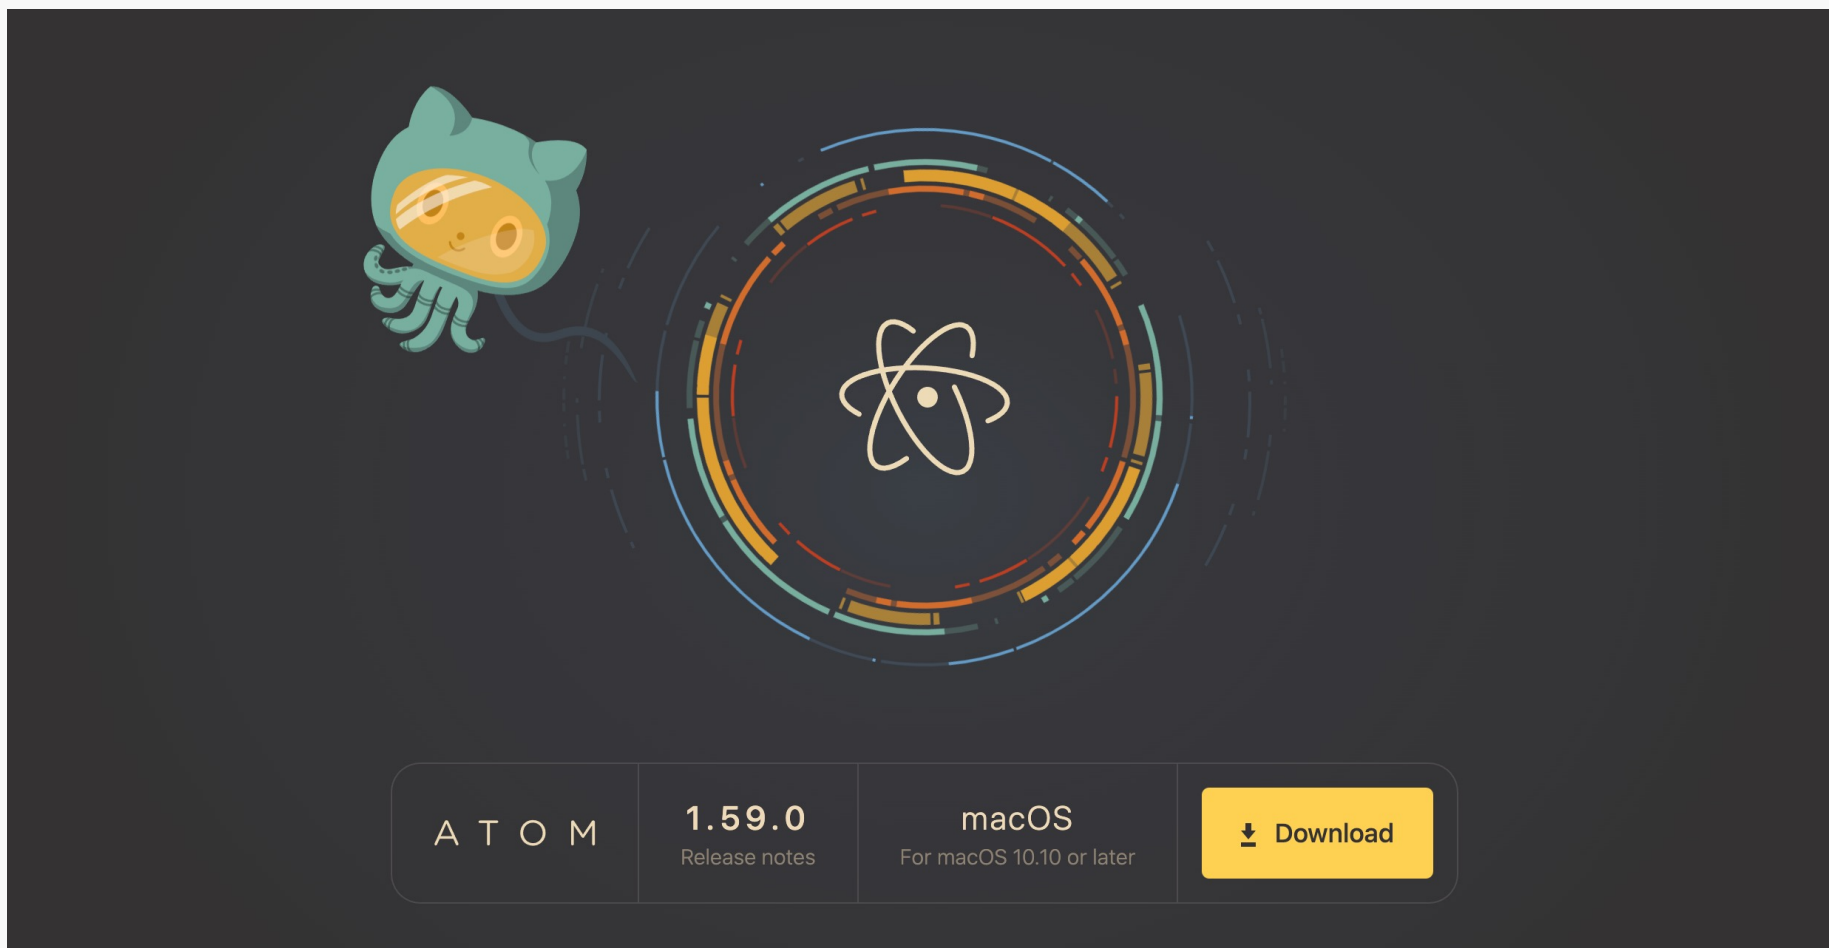 ATOM
1.59.0
Release notes
macOS
For macOS 10.10 or later
Download